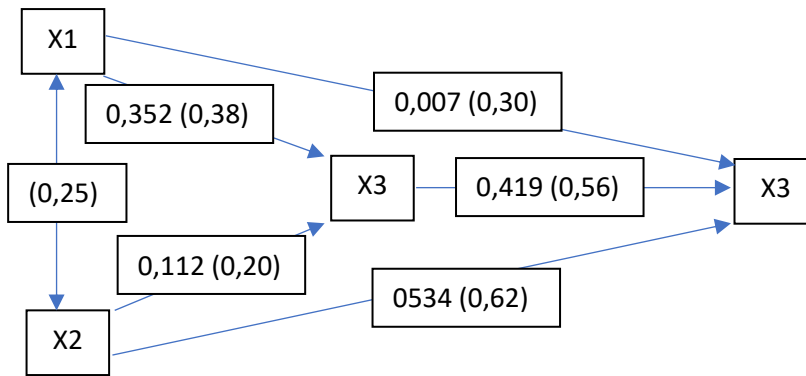 X1
0,352 (0,38)
0,007 (0,30)
(0,25)
X3
0,419 (0,56)
X3
0,112 (0,20)
0534 (0,62)
X2